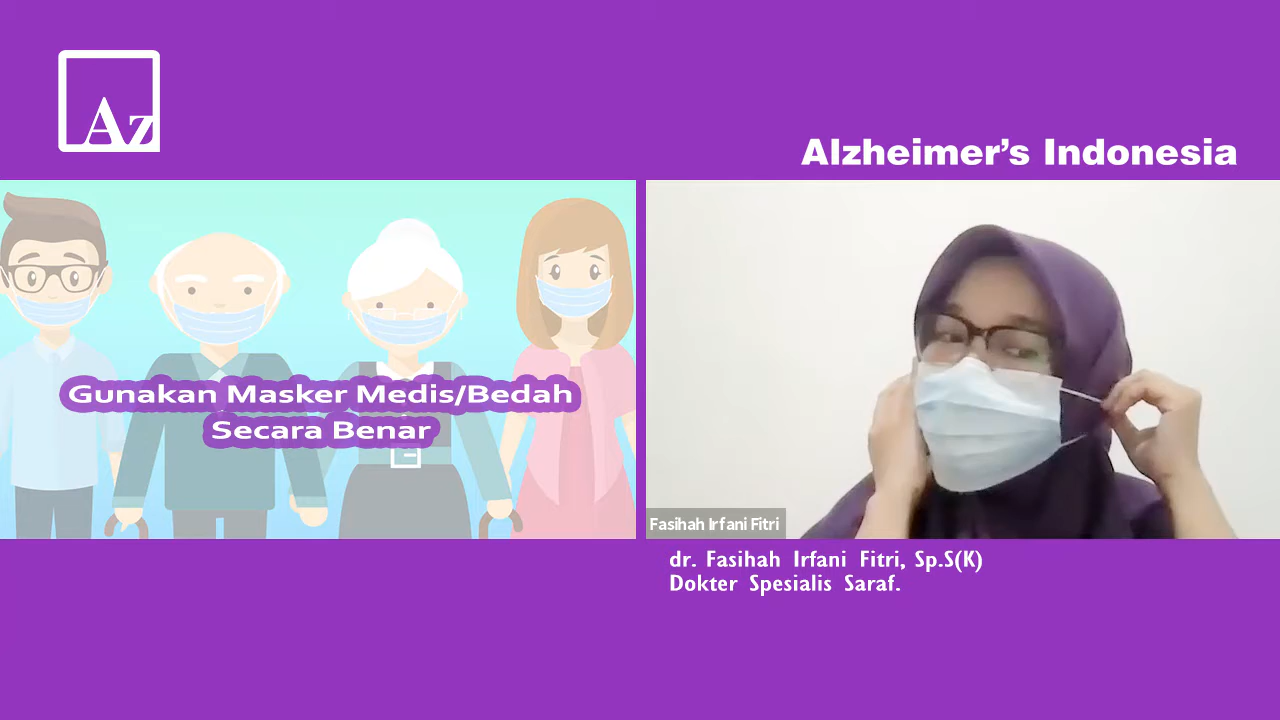 Az
Alzheimer's Indonesia
Gunakan Masker Medis/Bedah
Secara Benar
Fasihah Irfani Fitri
dr. Fasihah Irfani Fitri, Sp.S(K)
Dokter Spesialis Saraf.